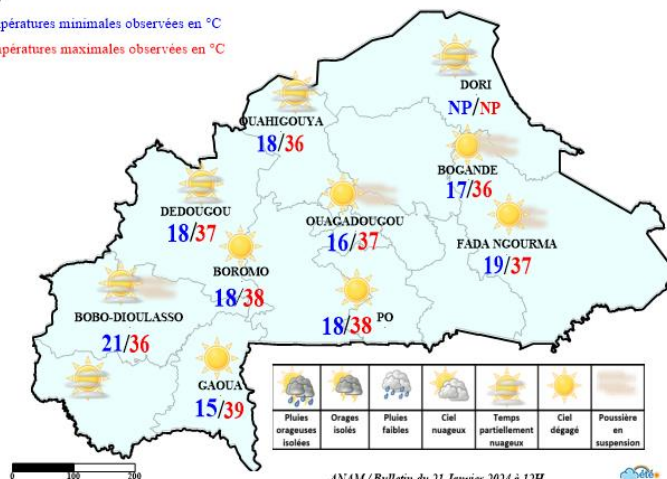 pératures minimales observées en °C
pératures maximales observées en °C
DORI
NP/NP
OUAHIGOUYA
18/36
BOGANDE
17/36
DEDOUGOU
18/37
OUAGADOUGOU
16/37
FADA NGOURMA
19/37
BOROMO
18/38
PO
18/38
BOBO-DIOULASSO
21/36
GAOUA
15/39
Pluies orageuses isolées
Orages isolés
Pluies faibles
Ciel nuageux
Temps partiellement nuageux
Ciel dégagé
Poussière en suspension
0 100 200
ANAM / Bulletin du 21 Janvier 2024 à 12H
été